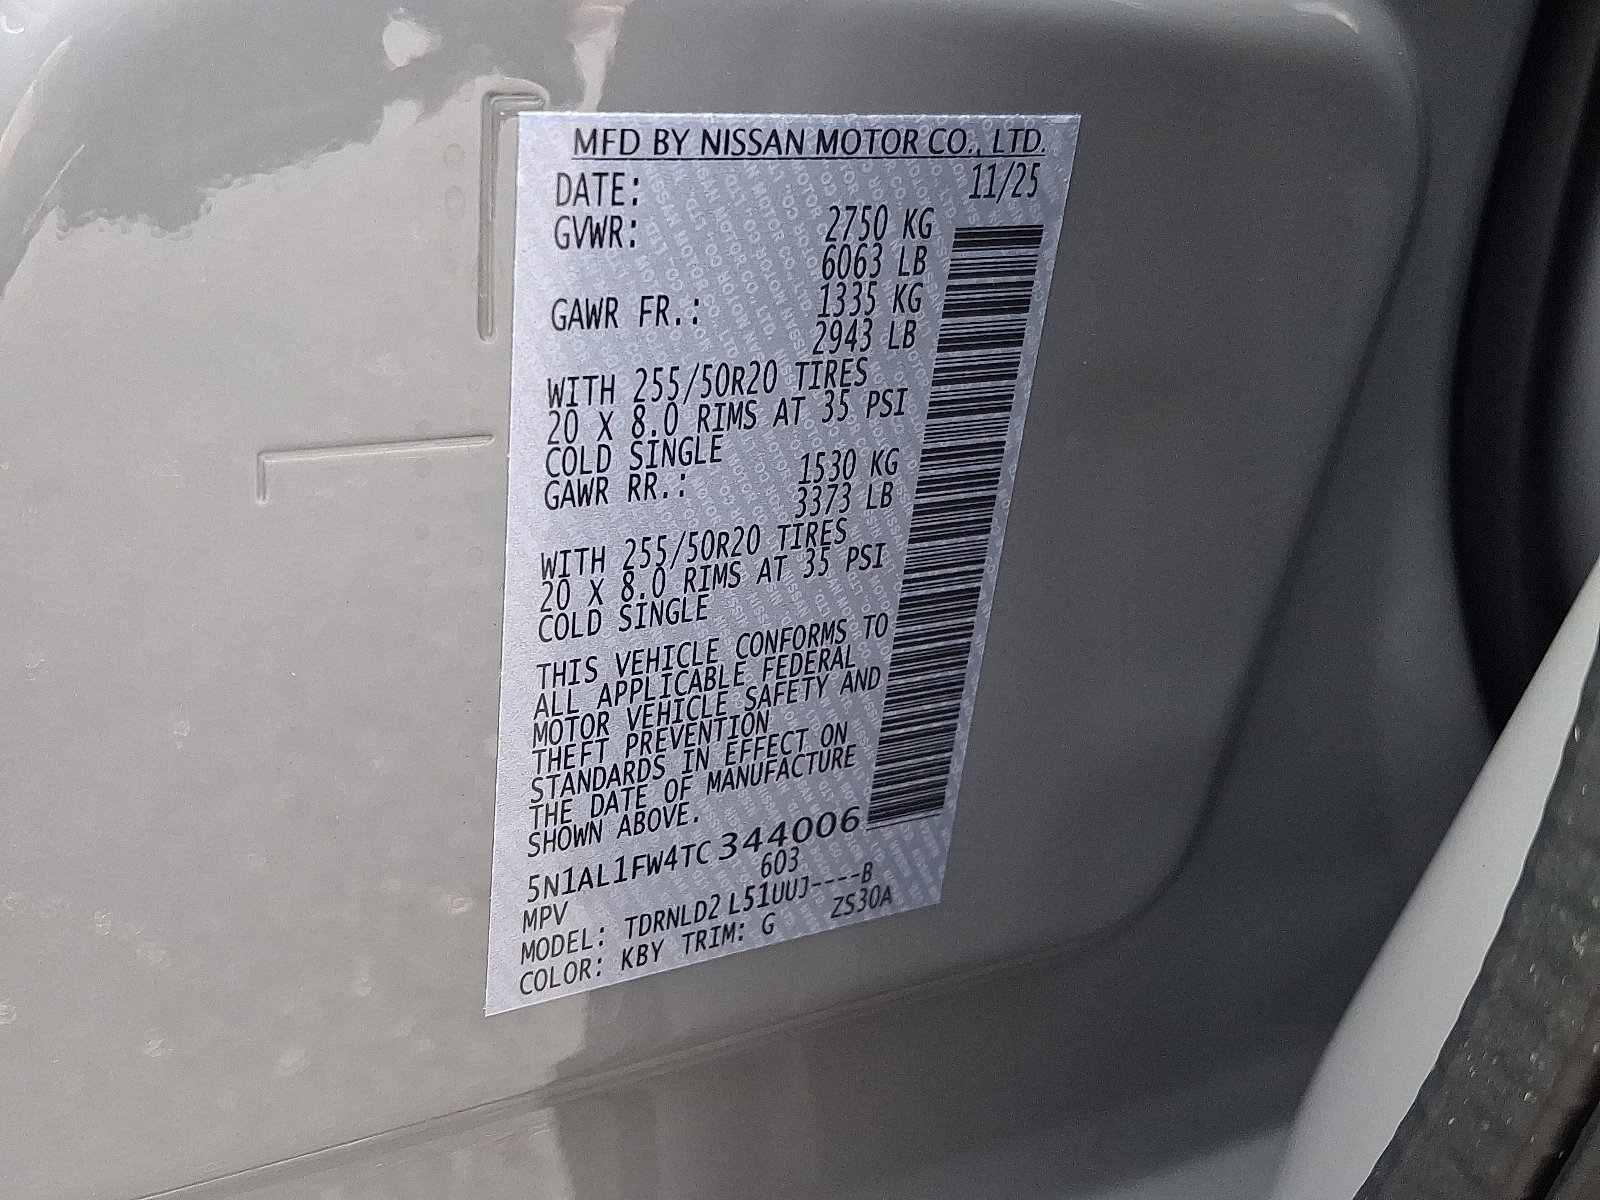 MFD BY NISSAN MOTOR CO., LTD.
DATE: 11/25
GVWR: 2750 KG
6063 LB
GAWR FR.: 1335 KG
2943 LB
WITH 255/50R20 TIRES
20 X 8.0 RIMS AT 35 PSI
COLD SINGLE
GAWR RR.: 1530 KG
3373 LB
WITH 255/50R20 TIRES
20 X 8.0 RIMS AT 35 PSI
COLD SINGLE
THIS VEHICLE CONFORMS TO
ALL APPLICABLE FEDERAL
MOTOR VEHICLE SAFETY AND
THEFT PREVENTION
STANDARDS IN EFFECT ON
THE DATE OF MANUFACTURE
SHOWN ABOVE.
5N1AL1FW4TC344006
MPV 603
MODEL: TDRNLD2 L51UUJ----B
COLOR: KBY TRIM: G ZS30A